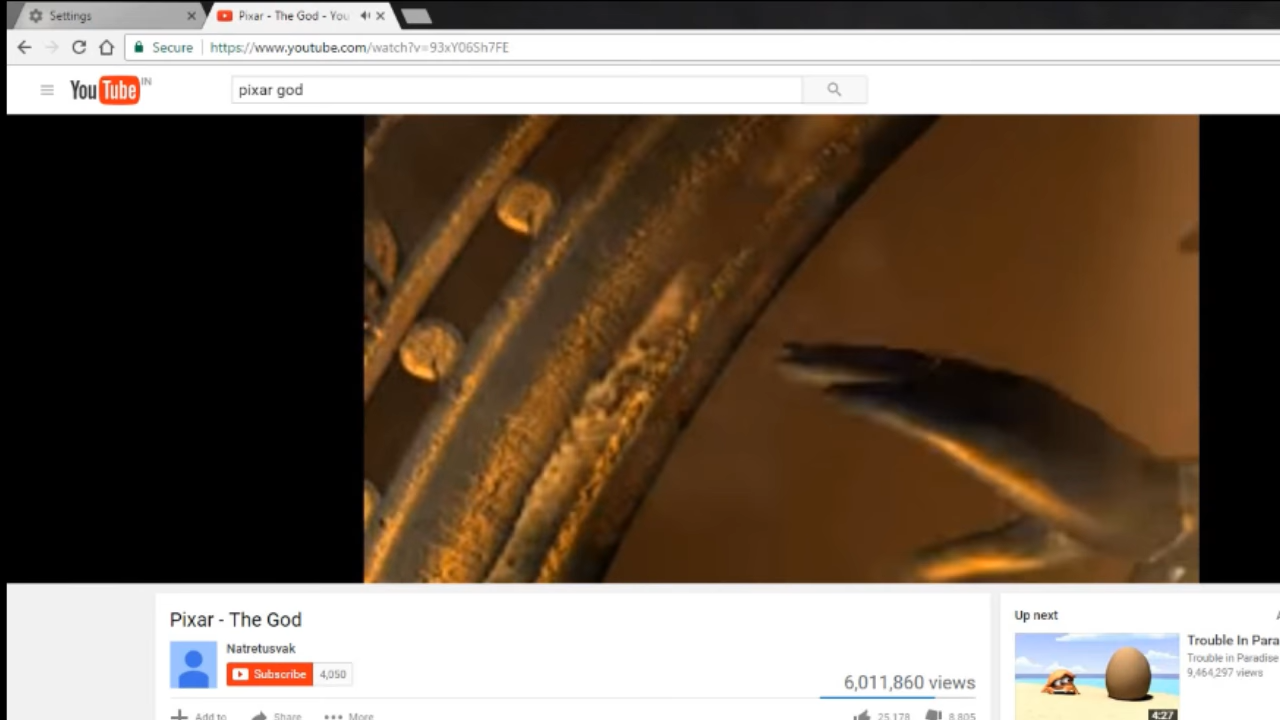 Settings
Pixar - The God - You
Secure
https://www.youtube.com/watch?v=93xY06Sh7FE
YouTube IN
pixar god
Pixar - The God
Natretusvak
Subscribe 4,050
6,011,860 views
Add to Share More
25,178 8,805
Up next
Trouble In Para
Trouble in Paradise
9,464,297 views
4:27